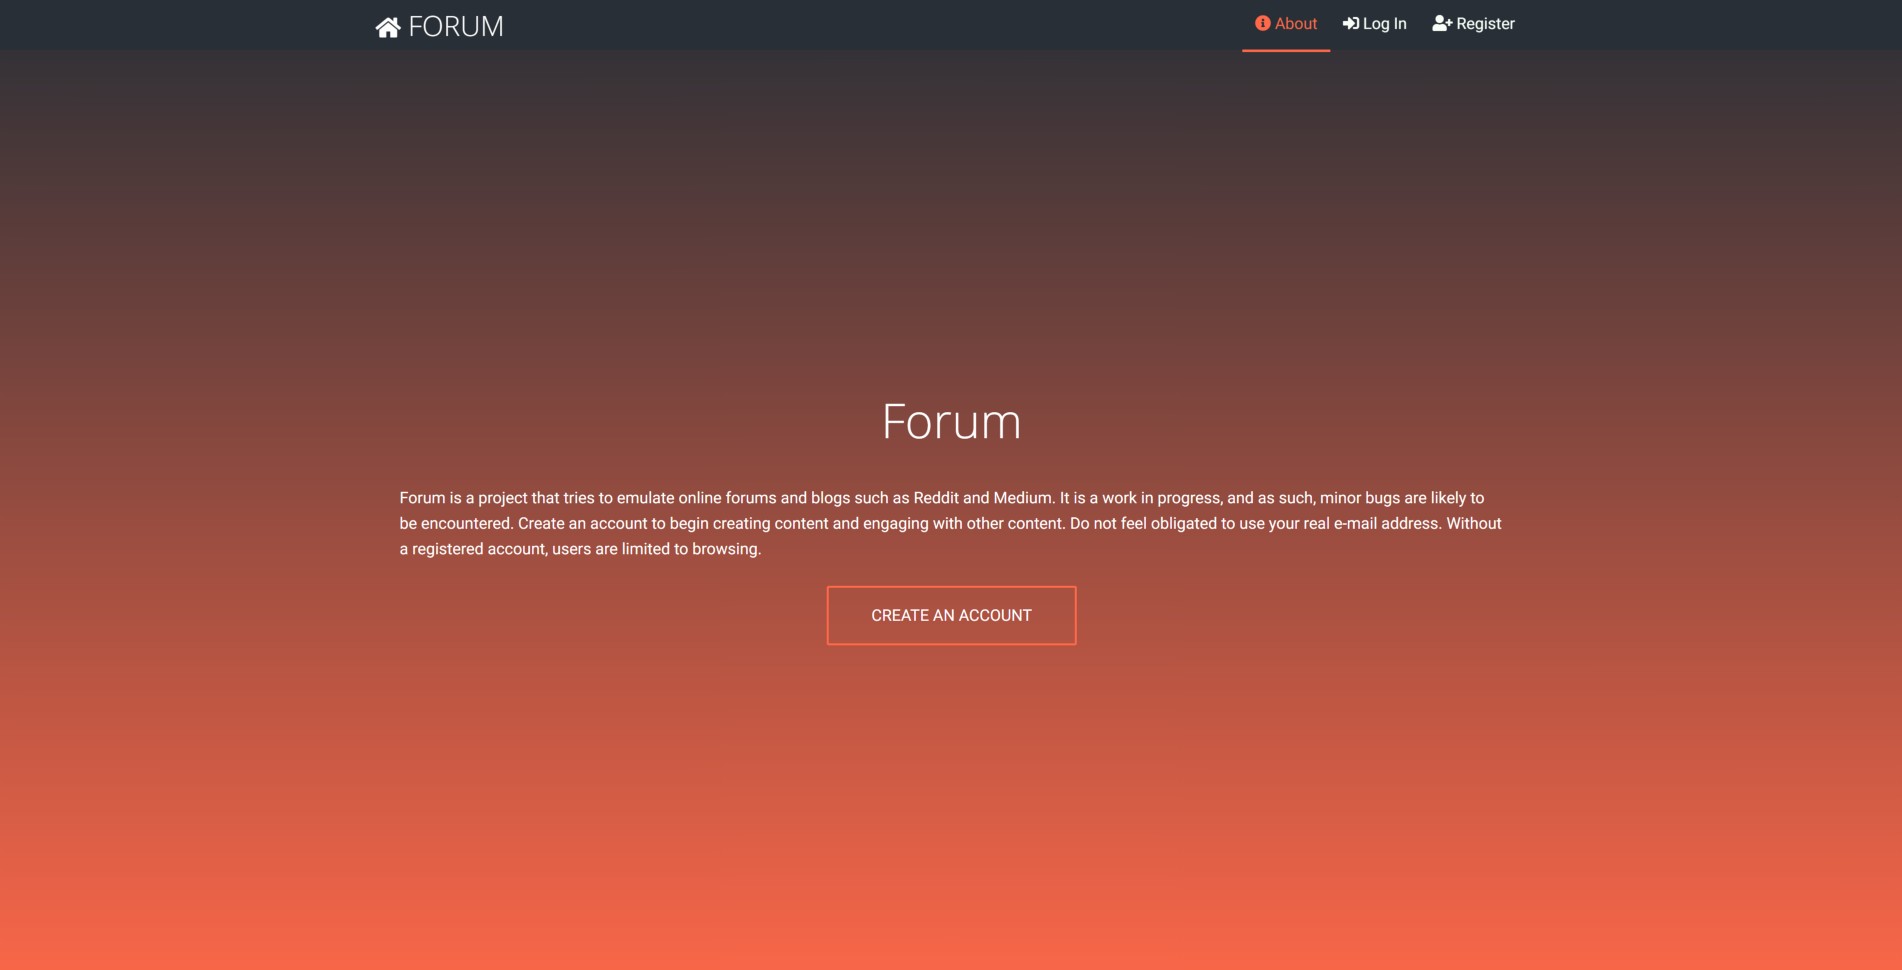 FORUM
About
Log In
Register
Forum
Forum is a project that tries to emulate online forums and blogs such as Reddit and Medium. It is a work in progress, and as such, minor bugs are likely to
be encountered. Create an account to begin creating content and engaging with other content. Do not feel obligated to use your real e-mail address. Without
a registered account, users are limited to browsing.
CREATE AN ACCOUNT